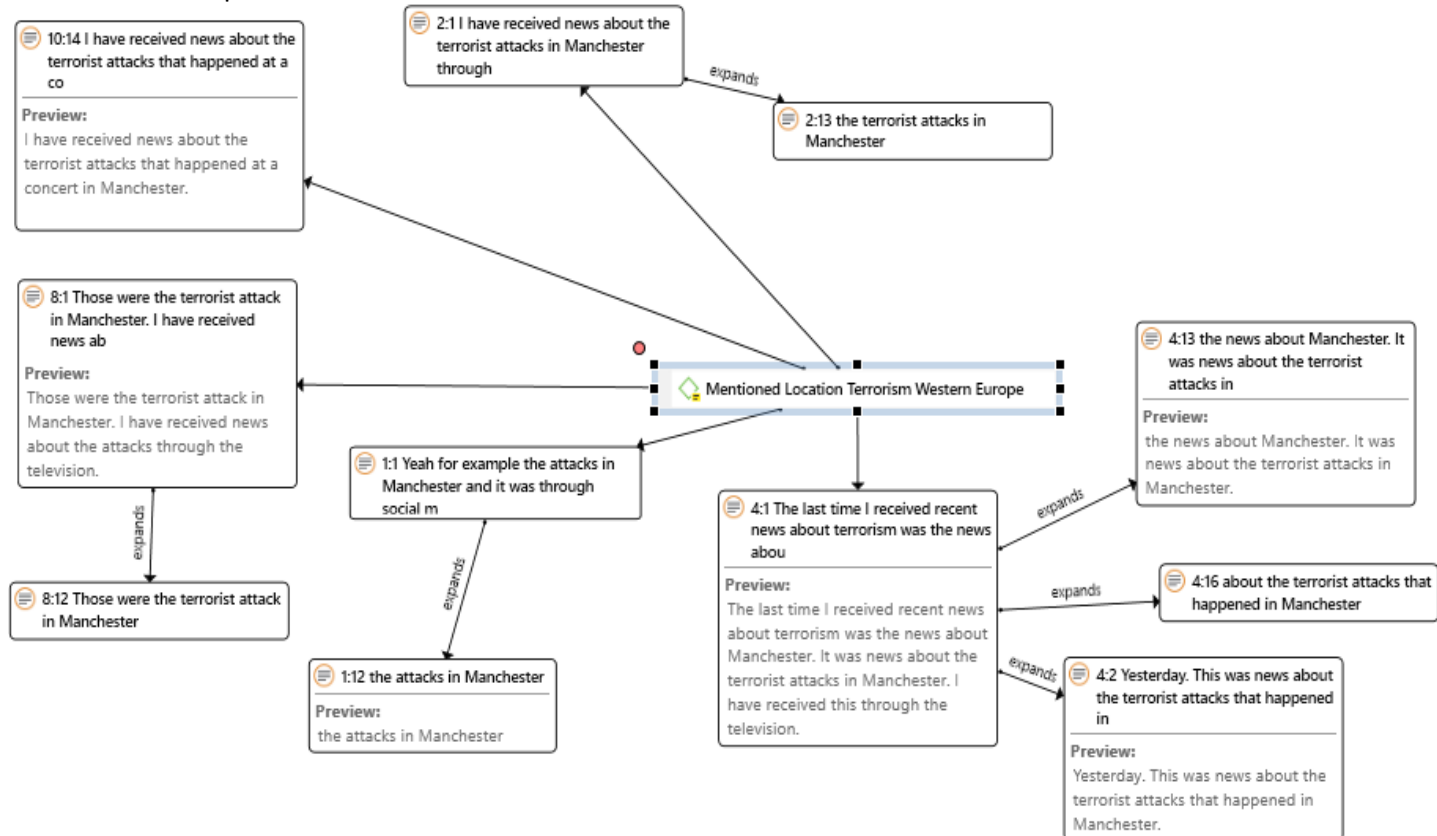 10:14 I have received news about the
terrorist attacks that happened at a
co
Preview:
I have received news about the
terrorist attacks that happened at a
concert in Manchester.
2:1 I have received news about the
terrorist attacks in Manchester
through
expands
2:13 the terrorist attacks in
Manchester
8:1 Those were the terrorist attack
in Manchester. I have received
news ab
Preview:
Those were the terrorist attack in
Manchester. I have received news
about the attacks through the
television.
expands
8:12 Those were the terrorist attack
in Manchester
Mentioned Location Terrorism Western Europe
1:1 Yeah for example the attacks in
Manchester and it was through
social m
expands
1:12 the attacks in Manchester
Preview:
the attacks in Manchester
4:1 The last time I received recent
news about terrorism was the news
abou
Preview:
The last time I received recent news
about terrorism was the news about
Manchester. It was news about the
terrorist attacks in Manchester. I
have received this through the
television.
expands
4:13 the news about Manchester. It
was news about the terrorist
attacks in
Preview:
the news about Manchester. It was
news about the terrorist attacks in
Manchester.
expands
4:16 about the terrorist attacks that
happened in Manchester
expands
4:2 Yesterday. This was news about
the terrorist attacks that happened
in
Preview:
Yesterday. This was news about the
terrorist attacks that happened in
Manchester.